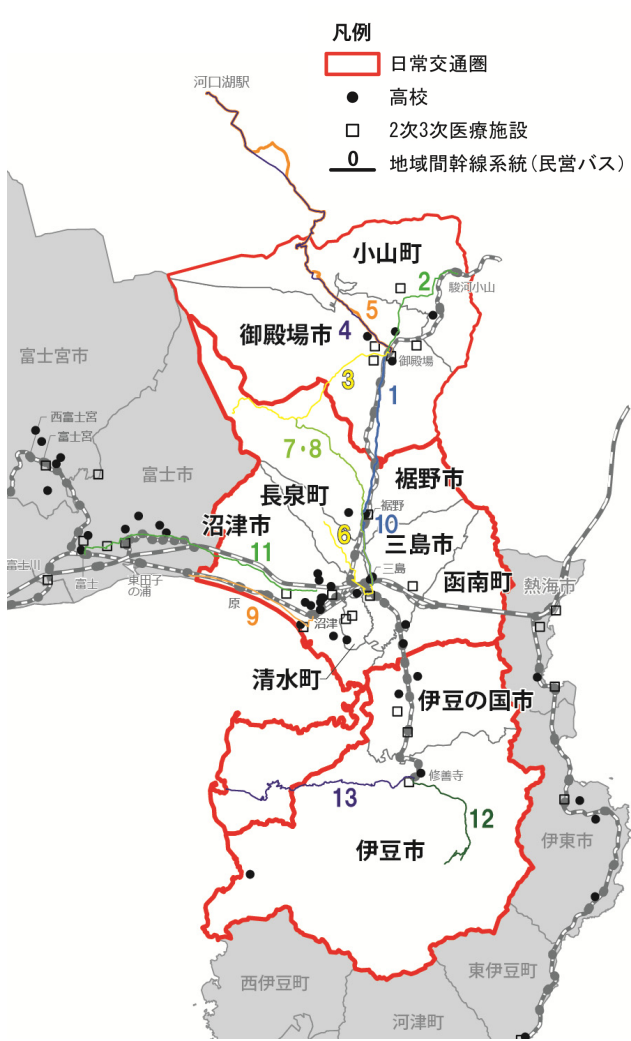 凡例
日常交通圏
高校
2次3次医療施設
0 地域間幹線系統（民営バス）
河口湖駅
小山町
2
駿河小山
5
御殿場市 4
御殿場
3
1
富士宮市
西富士宮
富士宮
7・8
裾野市
富士市
長泉町
裾野
沼津市
6
10
三島市
11
三島
富士川
富士
東田子
の浦
函南町
熱海市
原
9
沼津
清水町
伊豆の国市
修善寺
13
12
伊豆市
伊東市
西伊豆町
東伊豆町
河津町